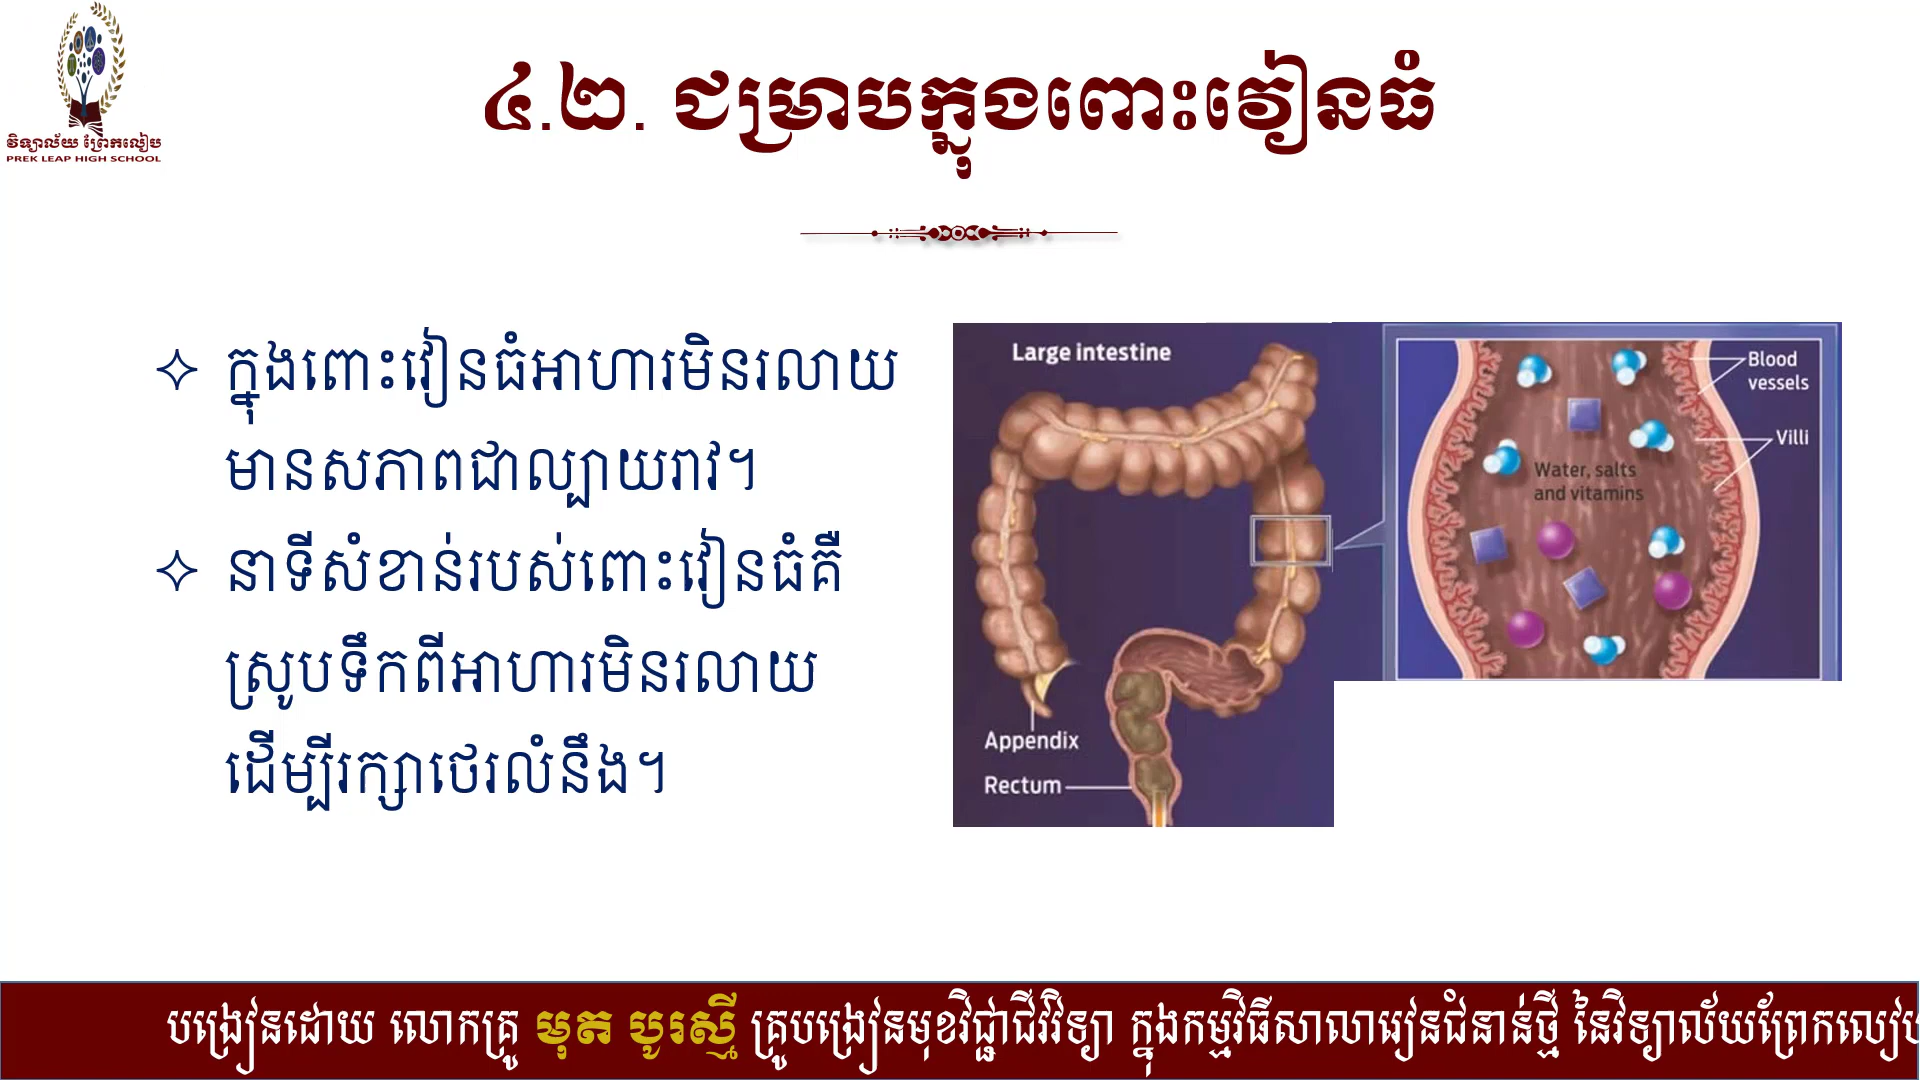 វិទ្យាល័យ ព្រែកលៀប
PREK LEAP HIGH SCHOOL
៤.២. ជម្រាបក្នុងពោះវៀនធំ
✧ ក្នុងពោះវៀនធំអាហារមិនរលាយ
មានសភាពជាល្បាយរាវ។
✧ នាទីសំខាន់របស់ពោះវៀនធំគឺ
ស្រូបទឹកពីអាហារមិនរលាយ
ដើម្បីរក្សាថេរលំនឹង។
Large intestine
Appendix
Rectum
Blood
vessels
Villi
Water, salts
and vitamins
បង្រៀនដោយ លោកគ្រូ មុត បូរស្មី គ្រូបង្រៀនមុខវិជ្ជាជីវវិទ្យា ក្នុងកម្មវិធីសាលារៀនជំនាន់ថ្មី នៃវិទ្យាល័យព្រែកលៀប